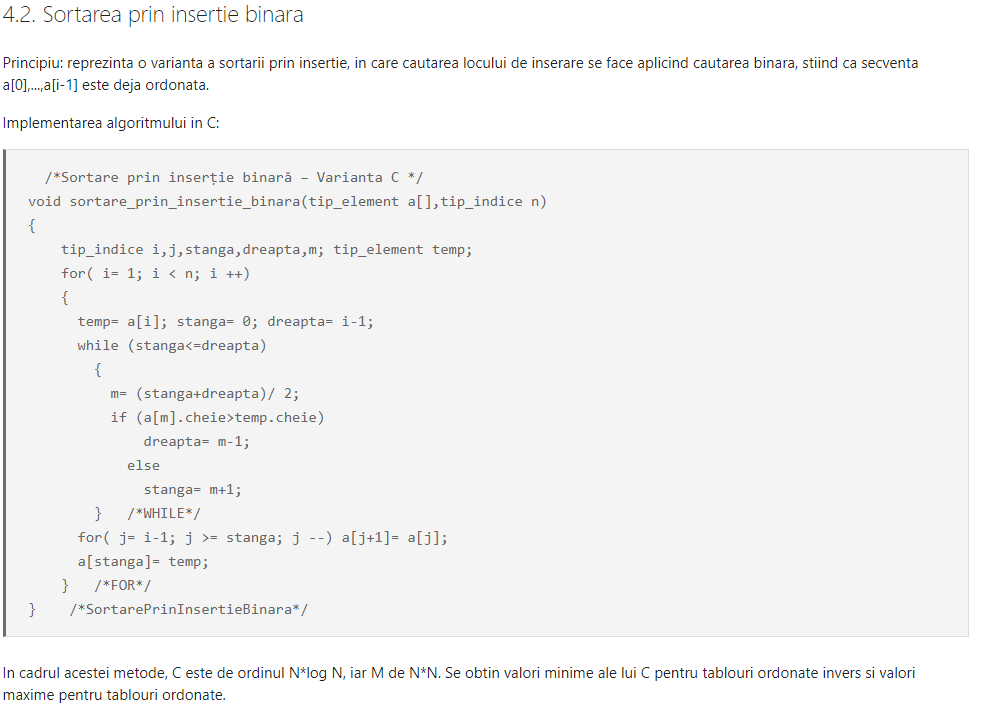 4.2. Sortarea prin insertie binara
Principiu: reprezinta o varianta a sortarii prin insertie, in care cautarea locului de inserare se face aplicind cautarea binara, stiind ca secventa
a[0],...,a[i-1] este deja ordonata.
Implementarea algoritmului in C:
/*Sortare prin inserție binară – Varianta C */
void sortare_prin_insertie_binara(tip_element a[],tip_indice n)
{
tip_indice i,j,stanga,dreapta,m; tip_element temp;
for( i= 1; i < n; i ++)
{
temp= a[i]; stanga= 0; dreapta= i-1;
while (stanga<=dreapta)
{
m= (stanga+dreapta)/ 2;
if (a[m].cheie>temp.cheie)
dreapta= m-1;
else
stanga= m+1;
} /*WHILE*/
for( j= i-1; j >= stanga; j --) a[j+1]= a[j];
a[stanga]= temp;
} /*FOR*/
} /*SortarePrinInsertieBinara*/
In cadrul acestei metode, C este de ordinul N*log N, iar M de N*N. Se obtin valori minime ale lui C pentru tablouri ordonate invers si valori
maxime pentru tablouri ordonate.